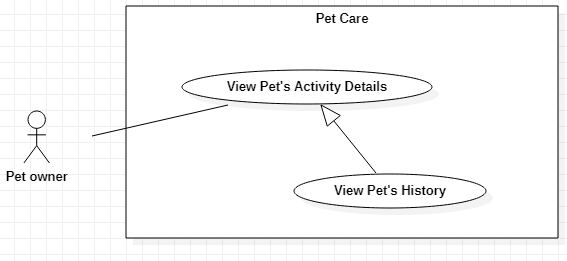 Pet Care
View Pet's Activity Details
Pet owner
View Pet's History